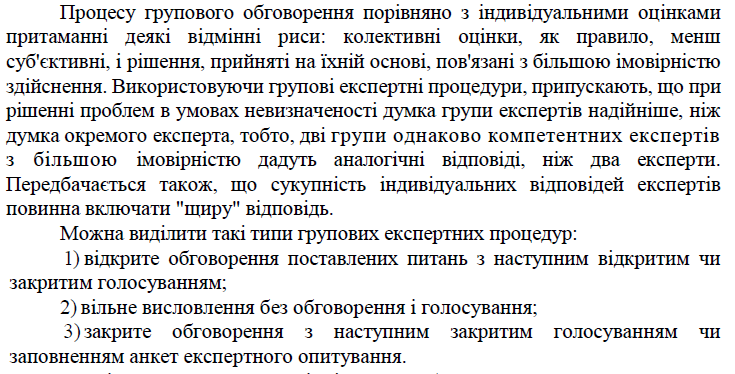 Процесу групового обговорення порівняно з індивідуальними оцінками
притаманні деякі відмінні риси: колективні оцінки, як правило, менш
суб'єктивні, і рішення, прийняті на їхній основі, пов'язані з більшою імовірністю
здійснення. Використовуючи групові експертні процедури, припускають, що при
рішенні проблем в умовах невизначеності думка групи експертів надійніше, ніж
думка окремого експерта, тобто, дві групи однаково компетентних експертів
з більшою імовірністю дадуть аналогічні відповіді, ніж два експерти.
Передбачається також, що сукупність індивідуальних відповідей експертів
повинна включати "щиру" відповідь.
Можна виділити такі типи групових експертних процедур:
1) відкрите обговорення поставлених питань з наступним відкритим чи
закритим голосуванням;
2) вільне висловлення без обговорення і голосування;
3) закрите обговорення з наступним закритим голосуванням чи
заповненням анкет експертного опитування.